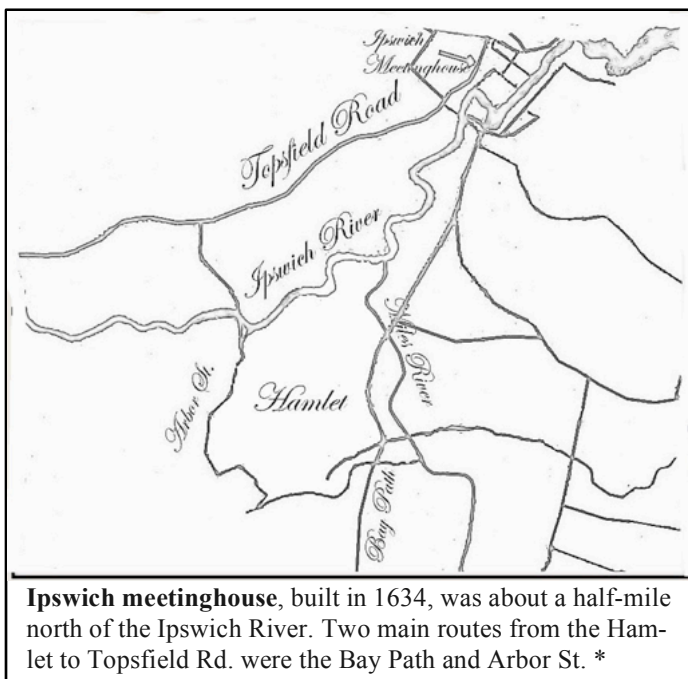 Ipswich
Meetinghouse
Topsfield Road
Ipswich River
Miles River
Arbor St.
Hamlet
Bay Path
Ipswich meetinghouse, built in 1634, was about a half-mile
north of the Ipswich River. Two main routes from the Ham-
let to Topsfield Rd. were the Bay Path and Arbor St. *